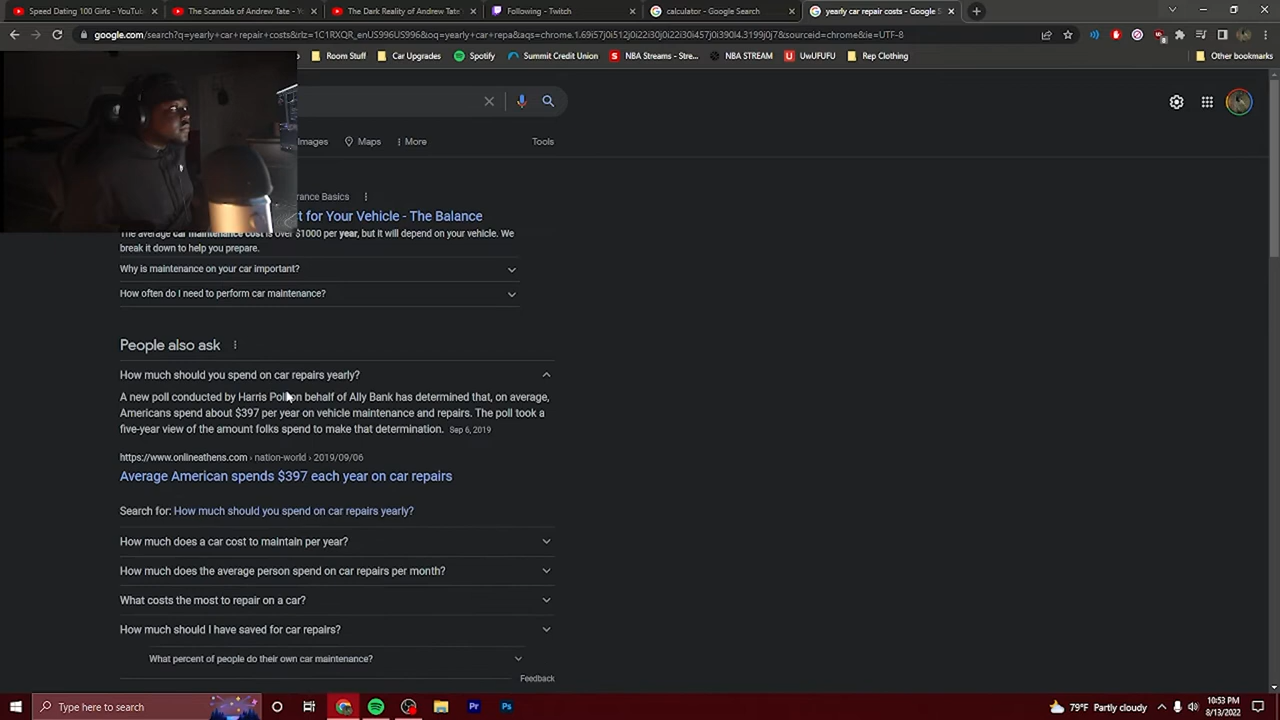 Speed Dating 100 Girls - YouTub
The Scandals of Andrew Tate - Y
The Dark Reality of Andrew Tate
Following - Twitch
calculator - Google Search
yearly car repair costs - Google S
google.com/search?q=yearly+car+repair+costs&rlz=1C1RXQR_enUS996US996&oq=yearly+car+repa&aqs=chrome.1.69i57j0i512j0i22i30j0i22i30i457j0i390l4.3199j0j7&sourceid=chrome&ie=UTF-8
Room Stuff
Car Upgrades
Spotify
Summit Credit Union
NBA Streams - Stre...
NBA STREAM
UwUFUFU
Rep Clothing
Other bookmarks
Images
Maps
More
Tools
rance Basics
t for Your Vehicle - The Balance
The average car maintenance cost is over $1000 per year, but it will depend on your vehicle. We
break it down to help you prepare.
Why is maintenance on your car important?
How often do I need to perform car maintenance?
People also ask
How much should you spend on car repairs yearly?
A new poll conducted by Harris Poll on behalf of Ally Bank has determined that, on average,
Americans spend about $397 per year on vehicle maintenance and repairs. The poll took a
five-year view of the amount folks spend to make that determination. Sep 6, 2019
https://www.onlineathens.com › nation-world › 2019/09/06
Average American spends $397 each year on car repairs
Search for: How much should you spend on car repairs yearly?
How much does a car cost to maintain per year?
How much does the average person spend on car repairs per month?
What costs the most to repair on a car?
How much should I have saved for car repairs?
What percent of people do their own car maintenance?
Feedback
Type here to search
Pr
Ps
79°F Partly cloudy
10:53 PM
8/13/2022